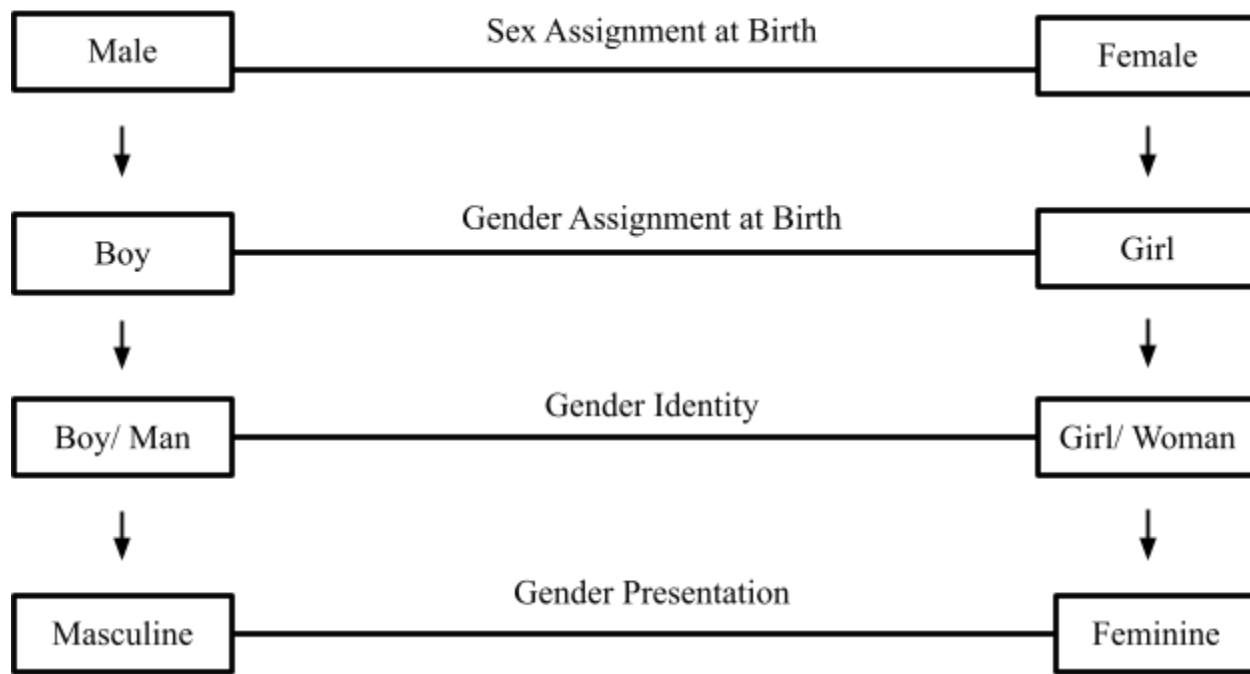 Male
Sex Assignment at Birth
Female
Boy
Gender Assignment at Birth
Girl
Boy/ Man
Gender Identity
Girl/ Woman
Masculine
Gender Presentation
Feminine